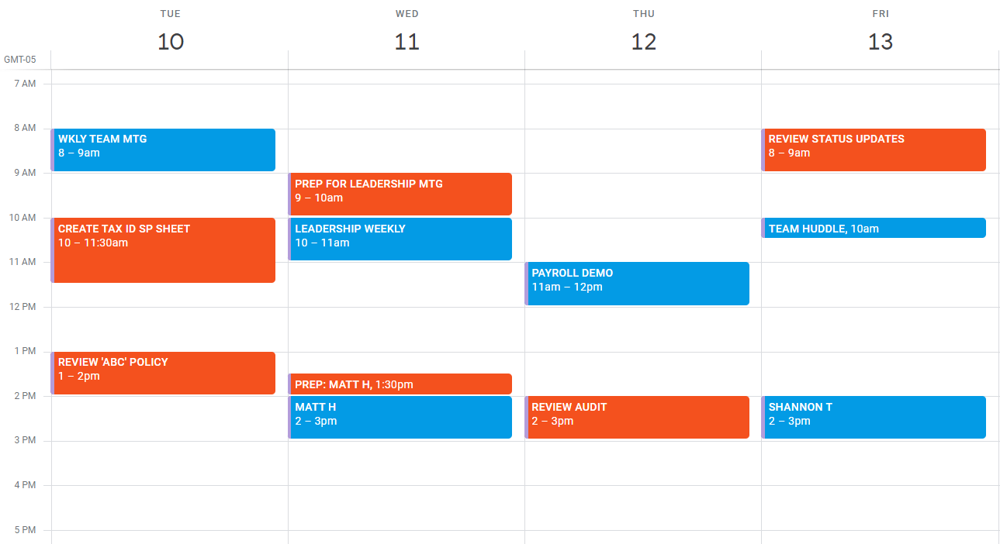 TUE
10
WED
11
THU
12
FRI
13
GMT-05
7 AM
8 AM
9 AM
10 AM
11 AM
12 PM
1 PM
2 PM
3 PM
4 PM
5 PM
WKLY TEAM MTG
8 – 9am
CREATE TAX ID SP SHEET
10 – 11:30am
REVIEW 'ABC' POLICY
1 – 2pm
PREP FOR LEADERSHIP MTG
9 – 10am
LEADERSHIP WEEKLY
10 – 11am
PREP: MATT H, 1:30pm
MATT H
2 – 3pm
PAYROLL DEMO
11am – 12pm
REVIEW AUDIT
2 – 3pm
REVIEW STATUS UPDATES
8 – 9am
TEAM HUDDLE, 10am
SHANNON T
2 – 3pm